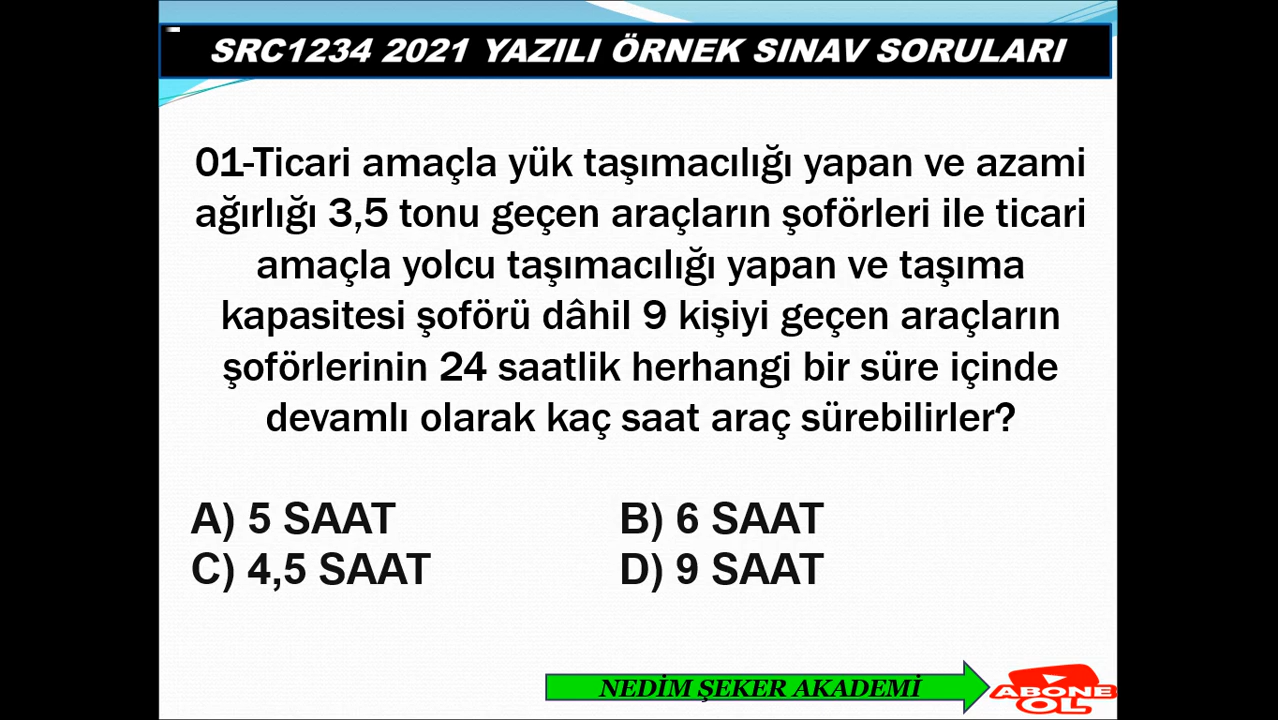 SRC1234 2021 YAZILI ÖRNEK SINAV SORULARI
01-Ticari amaçla yük taşımacılığı yapan ve azami
ağırlığı 3,5 tonu geçen araçların şoförleri ile ticari
amaçla yolcu taşımacılığı yapan ve taşıma
kapasitesi şoförü dâhil 9 kişiyi geçen araçların
şoförlerinin 24 saatlik herhangi bir süre içinde
devamlı olarak kaç saat araç sürebilirler?
A) 5 SAAT B) 6 SAAT
C) 4,5 SAAT D) 9 SAAT
NEDİM ŞEKER AKADEMİ
ABONE
OL